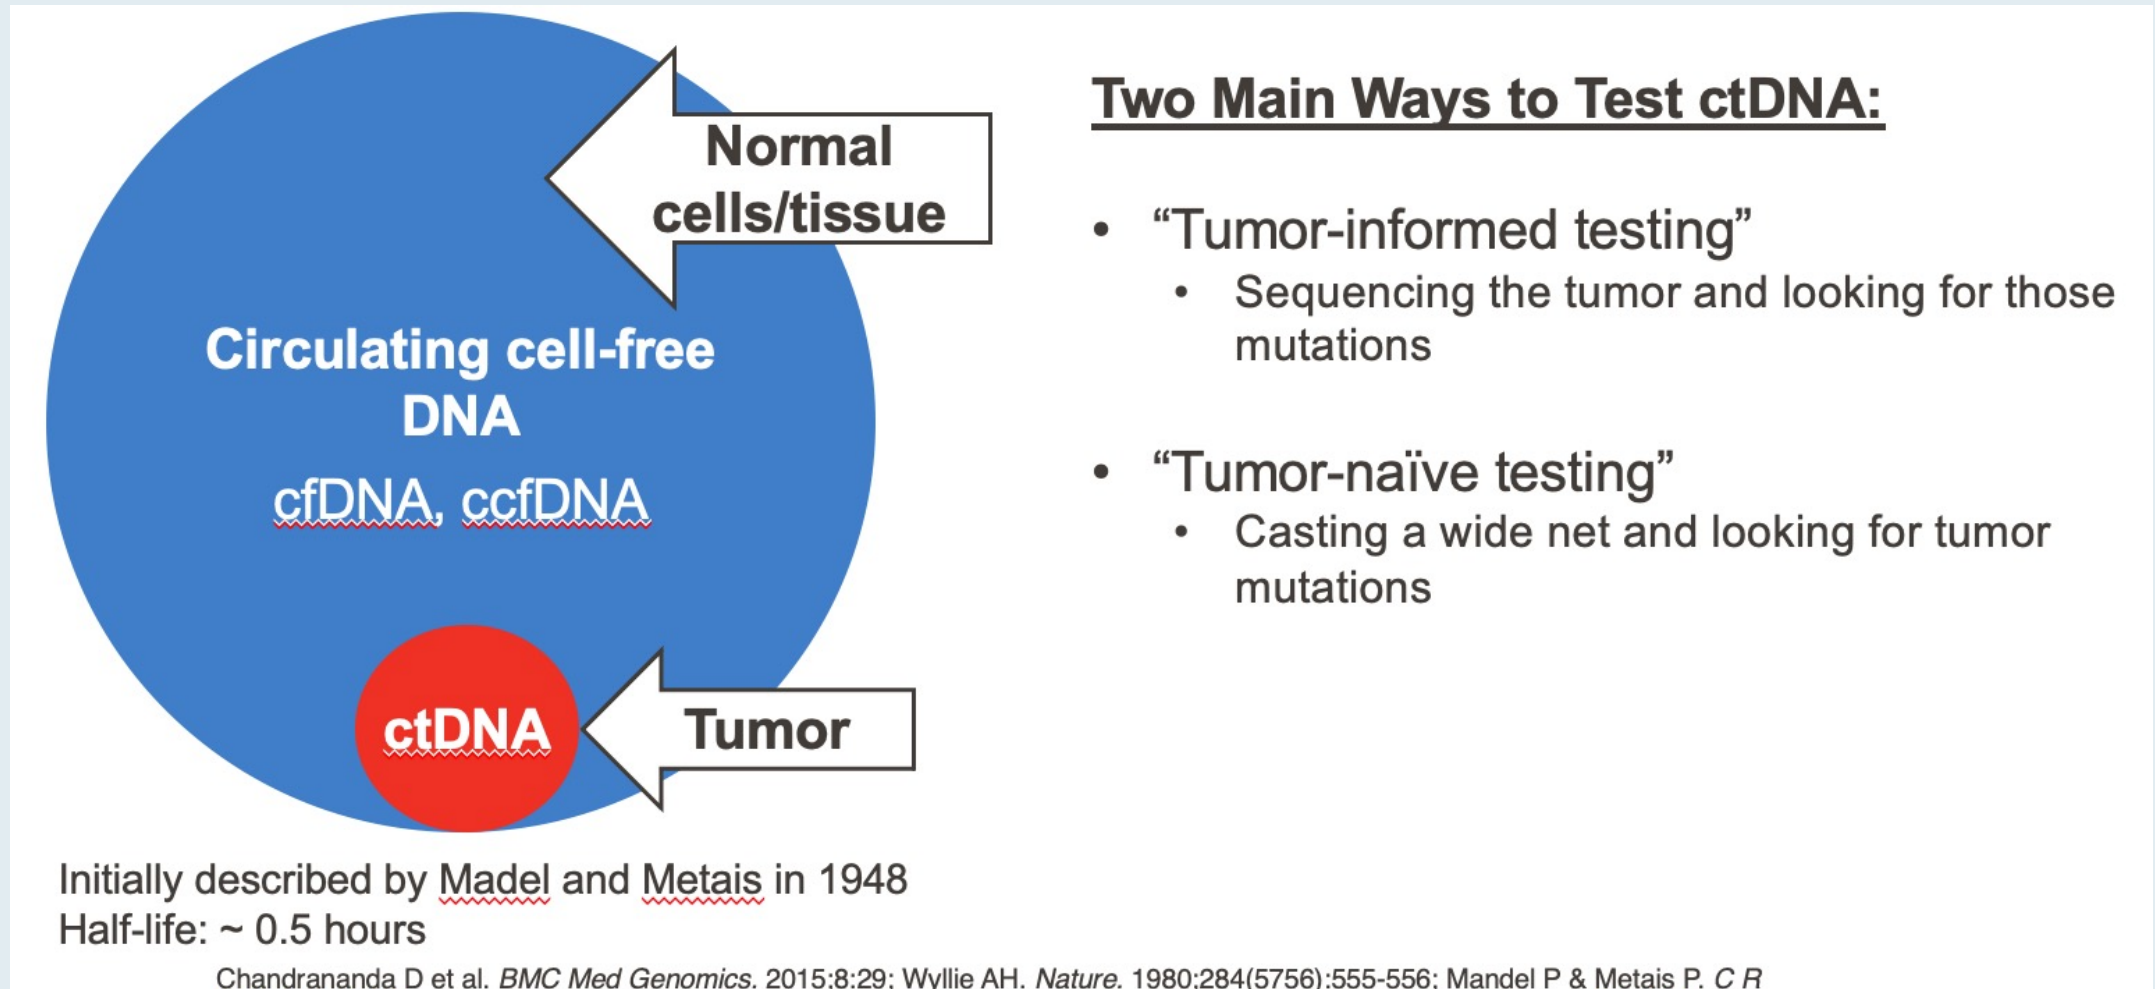 Normal
cells/tissue
Circulating cell-free
DNA
cfDNA, ccfDNA
ctDNA
Tumor
Initially described by Madel and Metais in 1948
Half-life: ~ 0.5 hours
Two Main Ways to Test ctDNA:
• “Tumor-informed testing”
• Sequencing the tumor and looking for those
mutations
• “Tumor-naïve testing”
• Casting a wide net and looking for tumor
mutations
Chandrananda D et al. BMC Med Genomics. 2015;8:29; Wyllie AH. Nature. 1980;284(5756):555-556; Mandel P & Metais P. C R